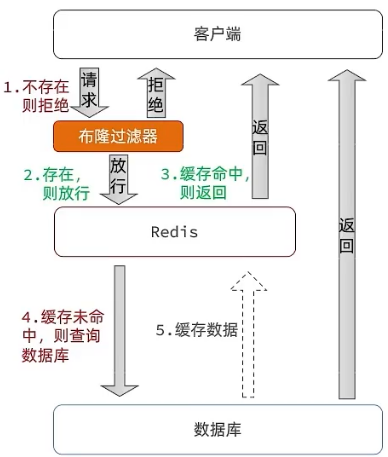 客户端
1.不存在
则拒绝
请求
拒绝
布隆过滤器
2.存在，
则放行
放行
3.缓存命中，
则返回
返回
Redis
返回
4.缓存未命
中，则查询
数据库
5.缓存数据
数据库